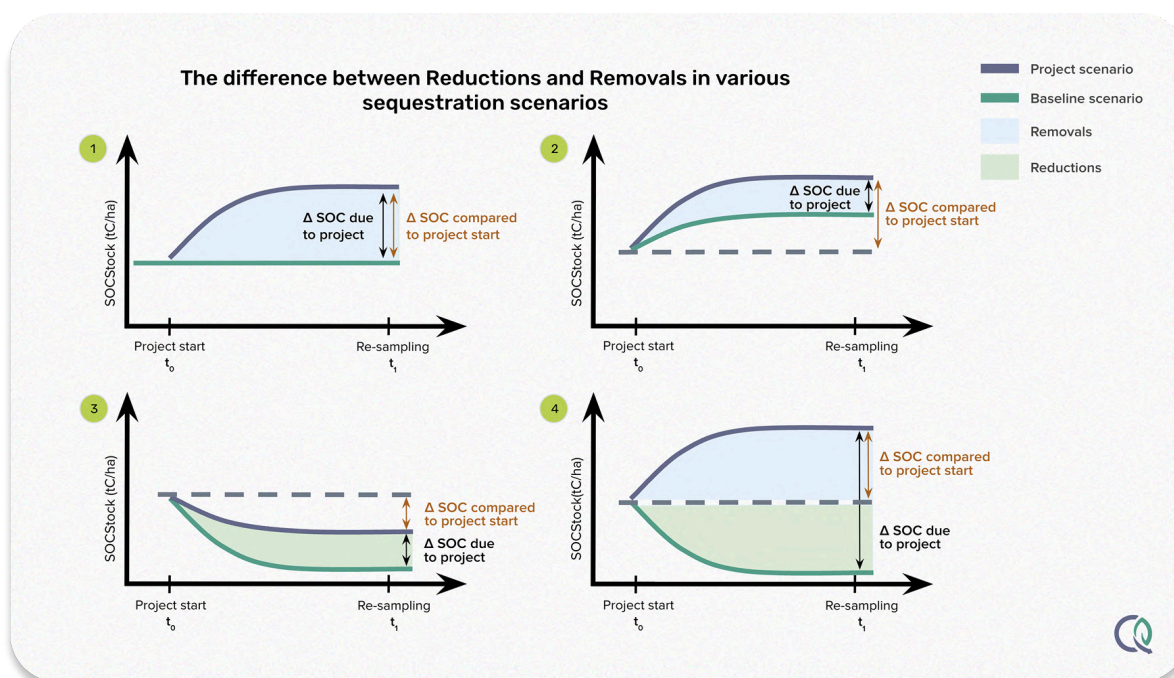 The difference between Reductions and Removals in various
sequestration scenarios
Project scenario
Baseline scenario
Removals
Reductions
1
SOCStock (tC/ha)
Δ SOC due
to project
Δ SOC compared
to project start
Project start
t₀
Re-sampling
t₁
2
SOCStock (tC/ha)
Δ SOC due
to project
Δ SOC compared
to project start
Project start
t₀
Re-sampling
t₁
3
SOCStock (tC/ha)
Δ SOC compared
to project start
Δ SOC due
to project
Project start
t₀
Re-sampling
t₁
4
SOCStock(tC/ha)
Δ SOC compared
to project start
Δ SOC due
to project
Project start
t₀
Re-sampling
t₁